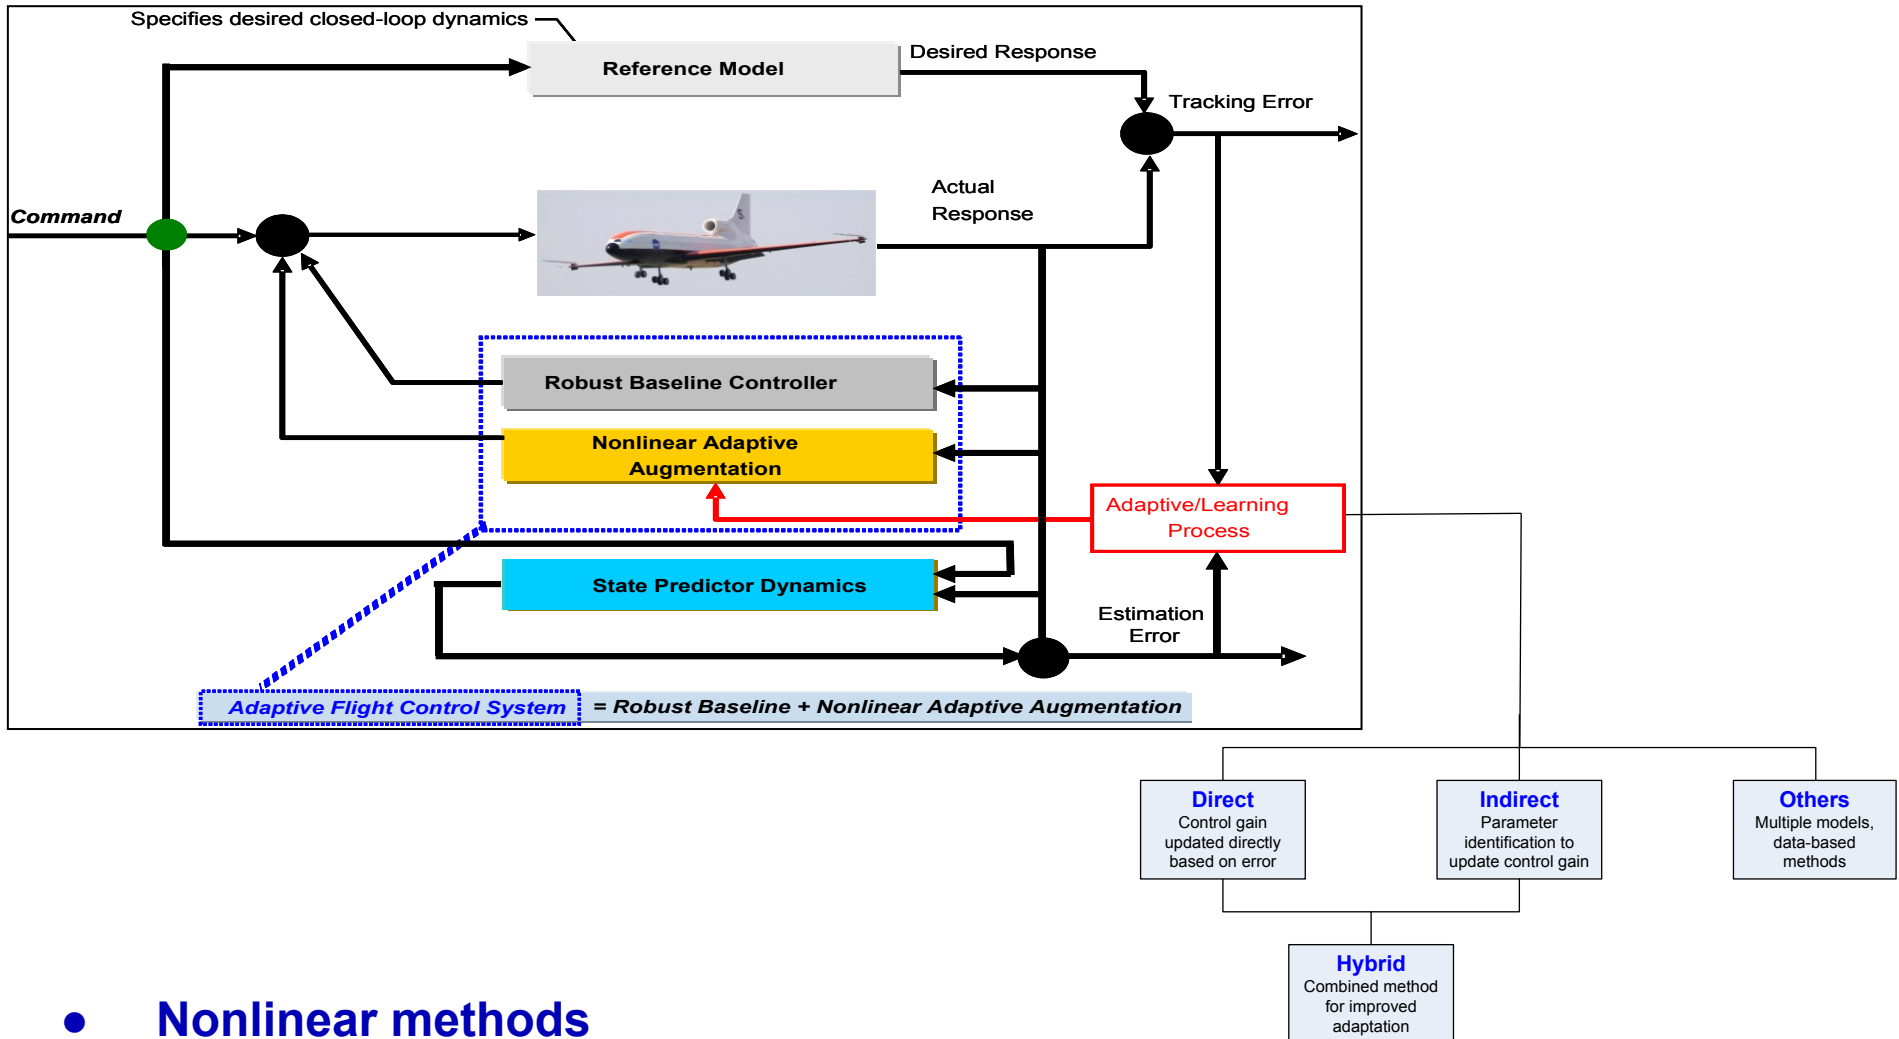 Specifies desired closed-loop dynamics
Reference Model
Desired Response
Tracking Error
Command
Actual
Response
S
Robust Baseline Controller
Nonlinear Adaptive
Augmentation
Adaptive/Learning
Process
State Predictor Dynamics
Estimation
Error
Adaptive Flight Control System
= Robust Baseline + Nonlinear Adaptive Augmentation
Direct
Control gain
updated directly
based on error
Indirect
Parameter
identification to
update control gain
Others
Multiple models,
data-based
methods
Hybrid
Combined method
for improved
adaptation
● Nonlinear methods